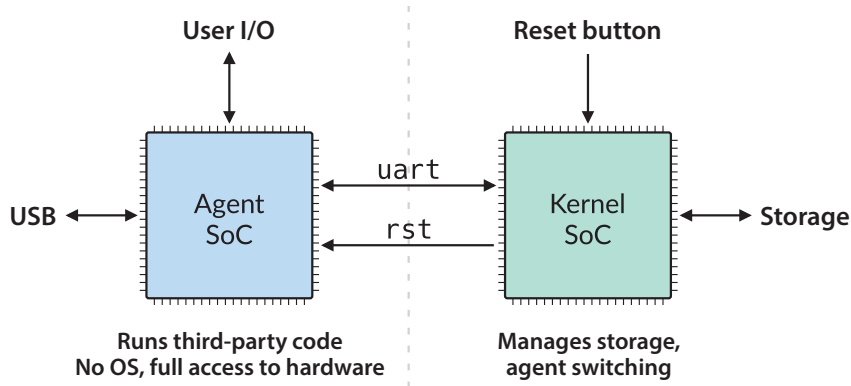 User I/O
Reset button
uart
Agent
SoC
Kernel
SoC
USB
Storage
rst
Runs third-party code
No OS, full access to hardware
Manages storage,
agent switching